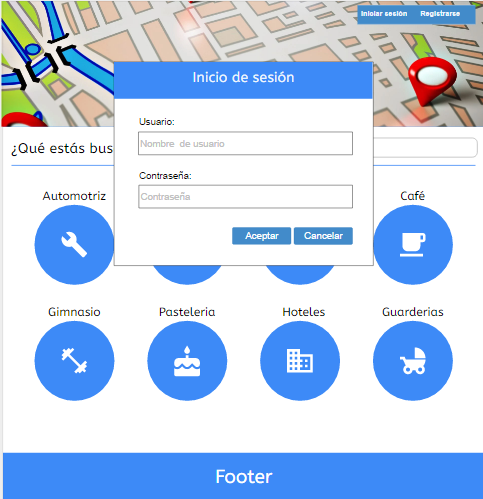 Iniciar sesión Registrarse
Inicio de sesión
¿Qué estás bus
Usuario:
Nombre de usuario
Contraseña:
Contraseña
Aceptar Cancelar
Automotriz Café
Gimnasio Pasteleria Hoteles Guarderias
Footer